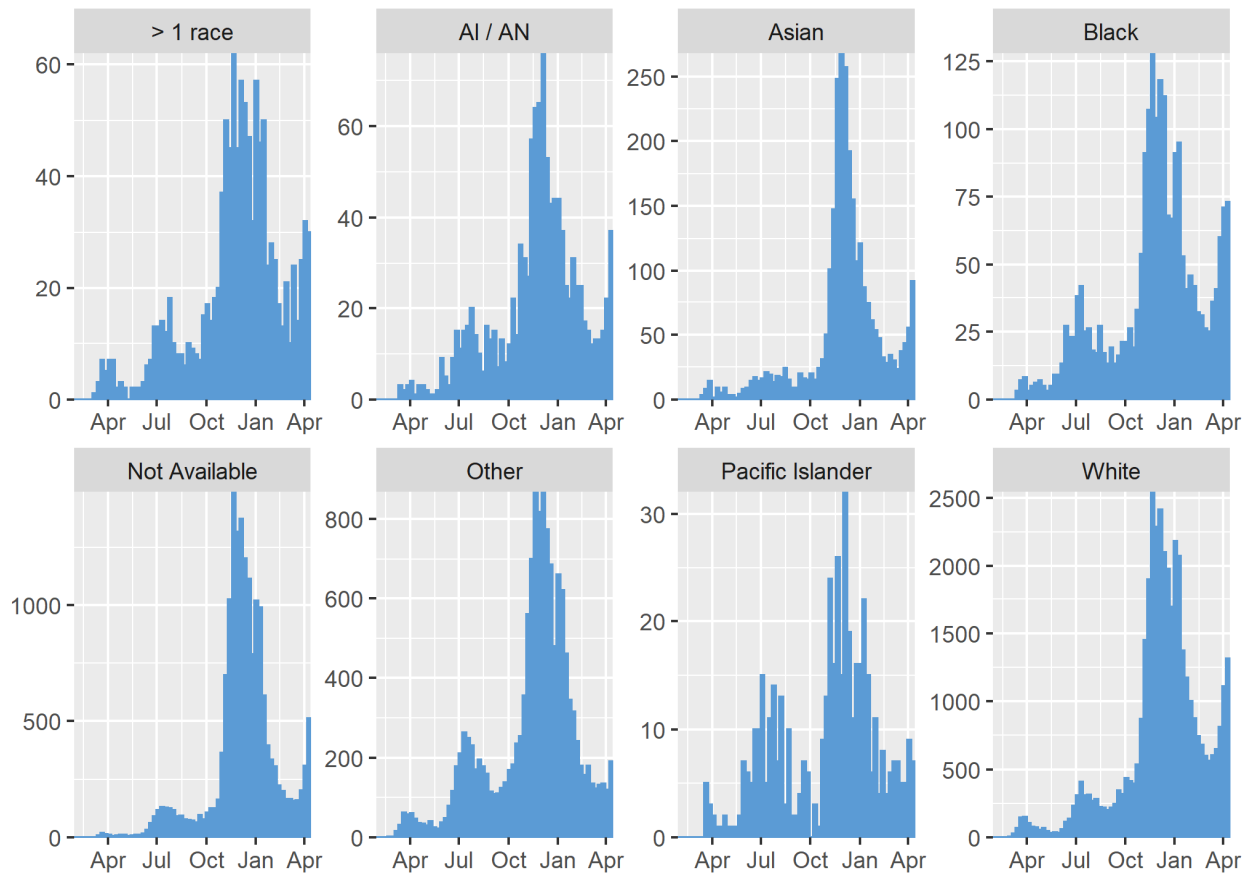 > 1 race
AI / AN
Asian
Black
60
40
20
0
60
40
20
0
250
200
150
100
50
0
125
100
75
50
25
0
Apr Jul Oct Jan Apr
Apr Jul Oct Jan Apr
Apr Jul Oct Jan Apr
Apr Jul Oct Jan Apr
Not Available
Other
Pacific Islander
White
1000
500
0
800
600
400
200
0
30
20
10
0
2500
2000
1500
1000
500
0
Apr Jul Oct Jan Apr
Apr Jul Oct Jan Apr
Apr Jul Oct Jan Apr
Apr Jul Oct Jan Apr